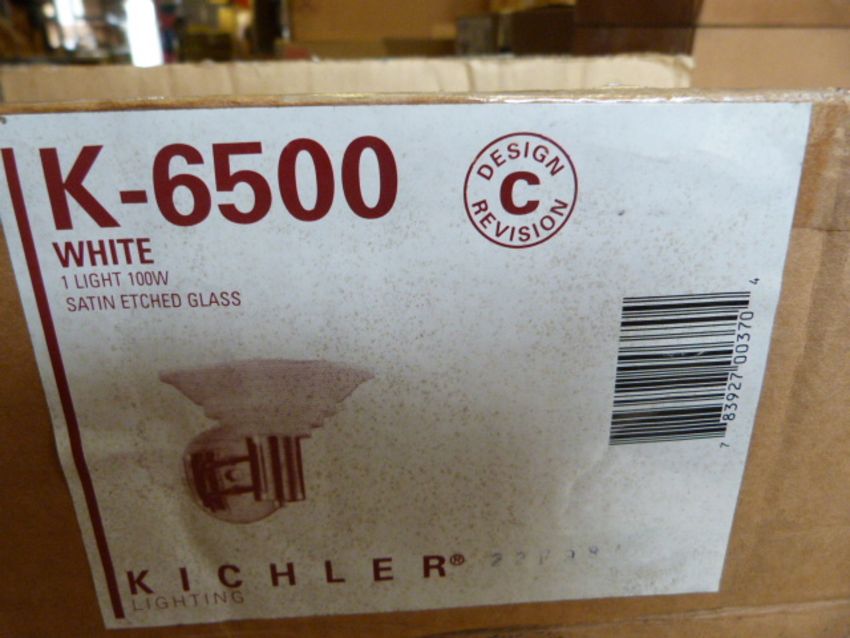 K-6500
WHITE
1 LIGHT 100W
SATIN ETCHED GLASS
DESIGN
C
REVISION
7 83927 00370 4
KICHLER®
LIGHTING